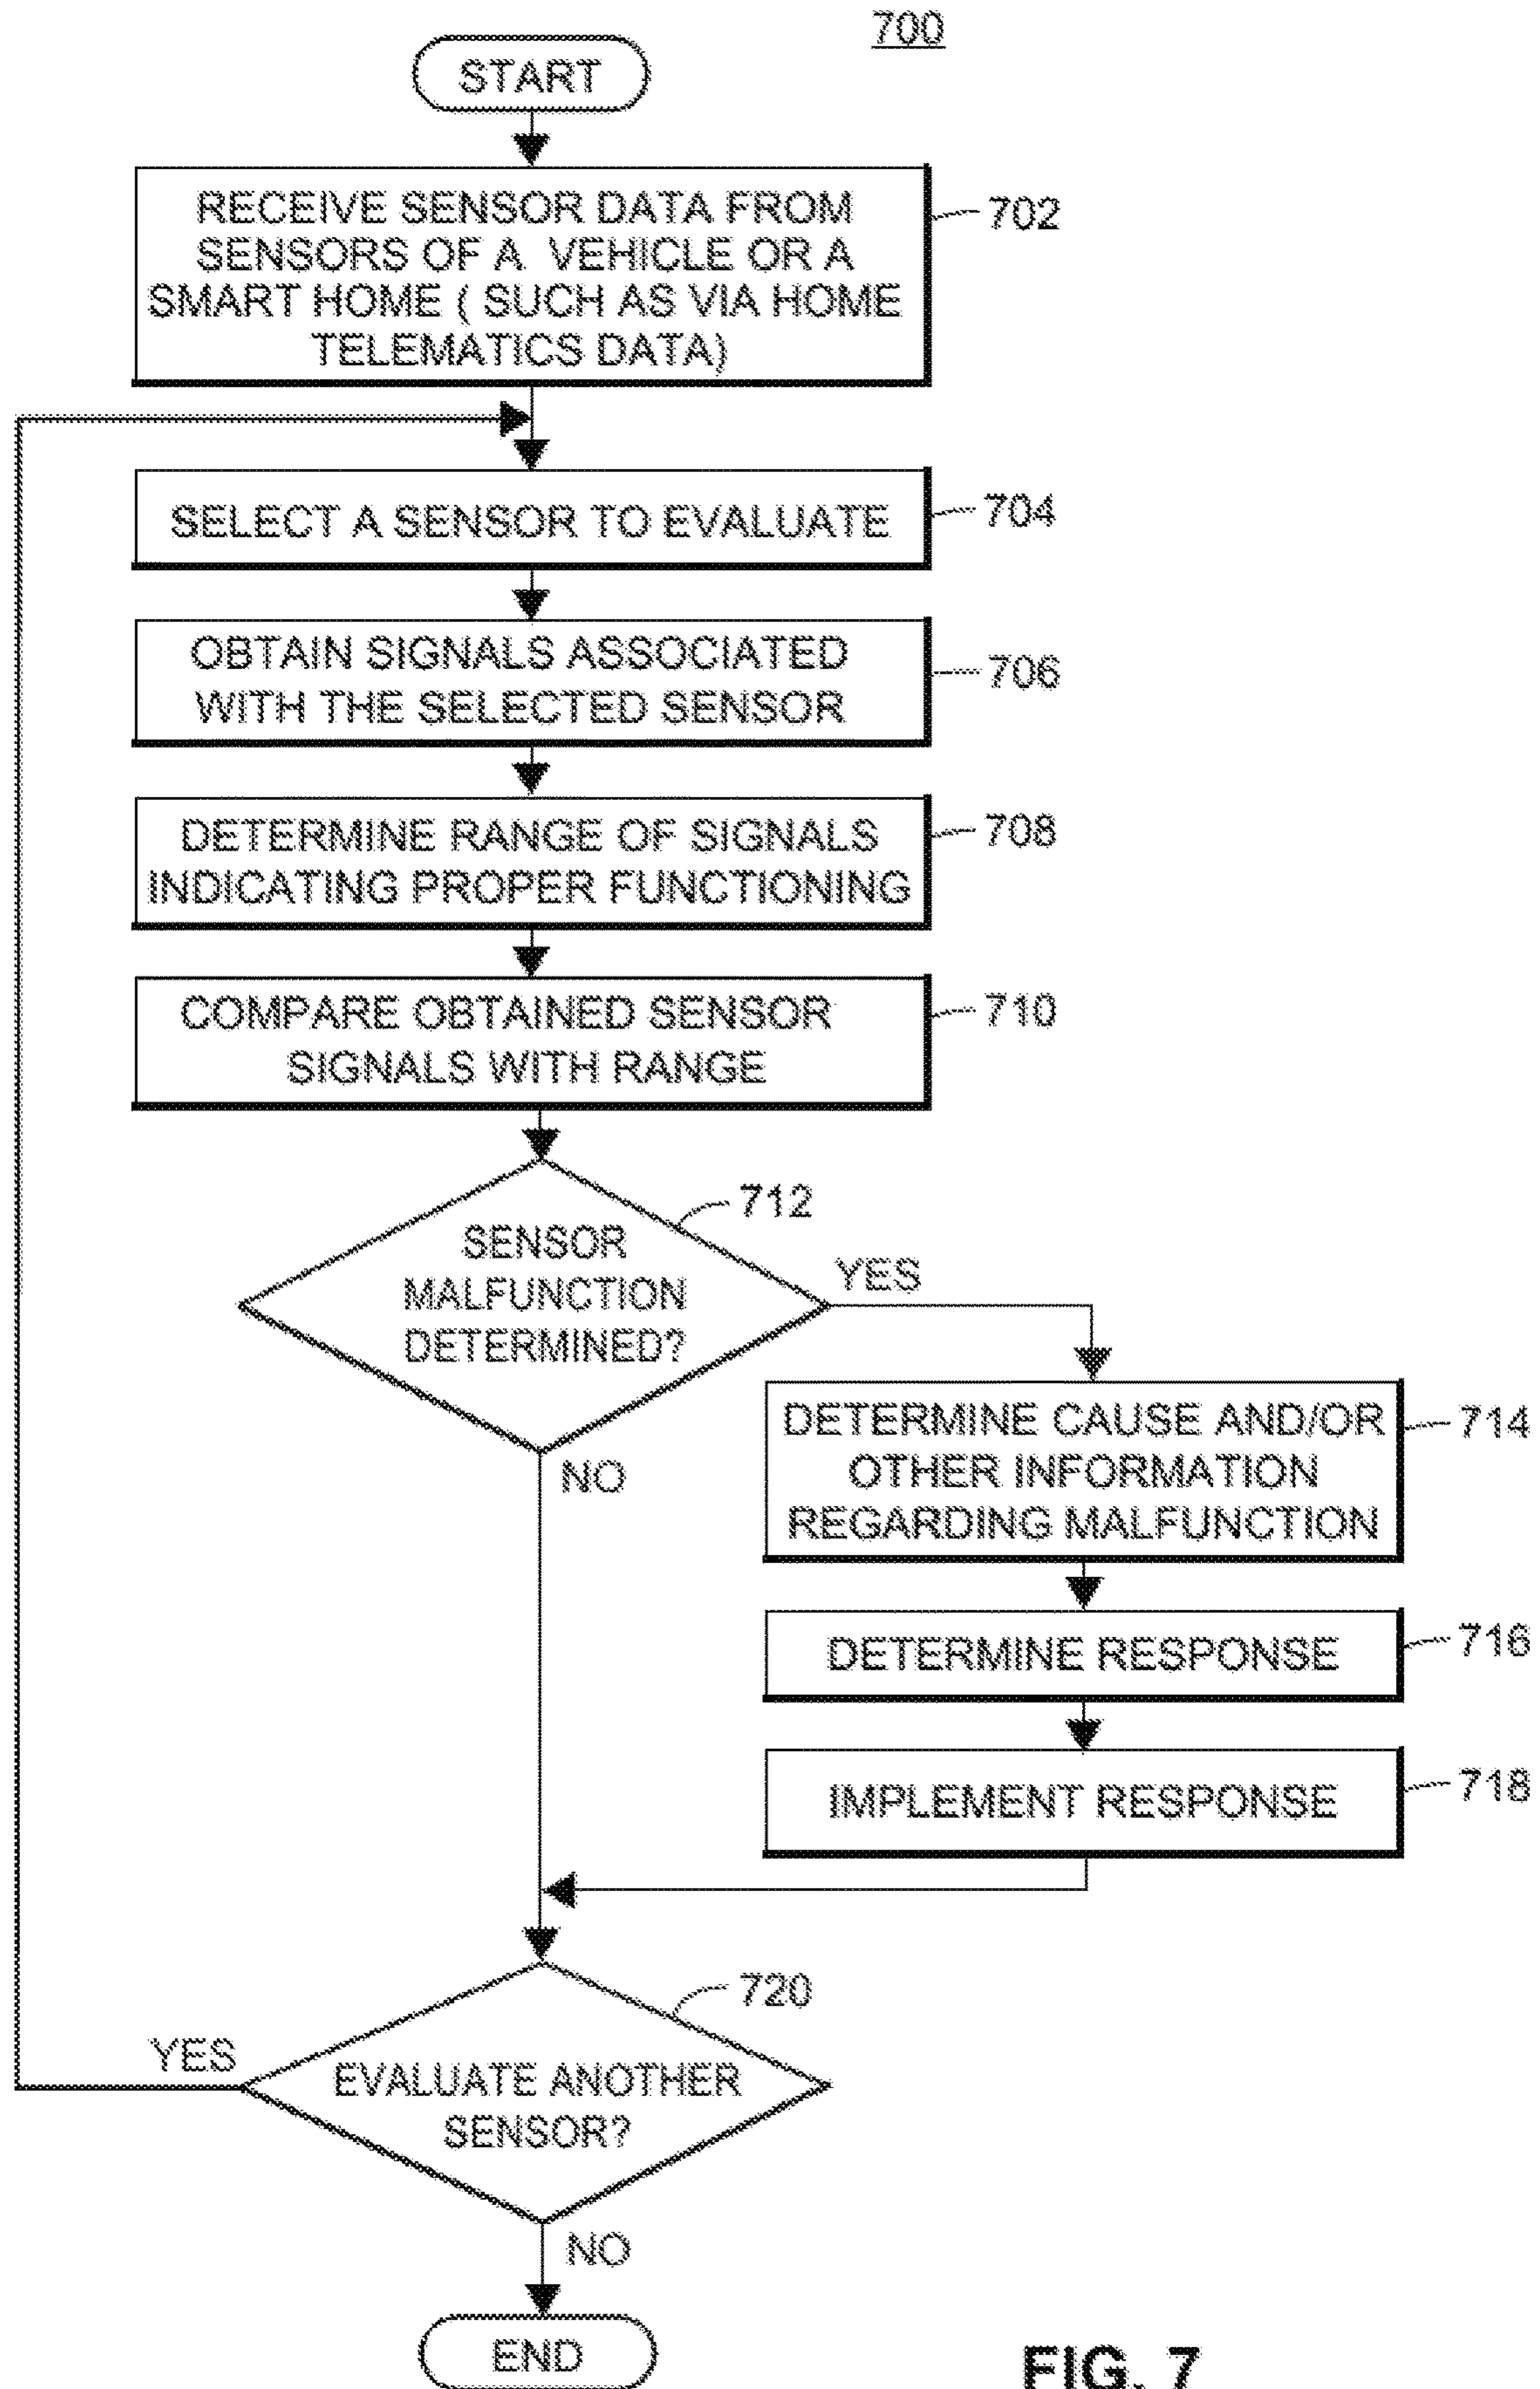 700
START
RECEIVE SENSOR DATA FROM
SENSORS OF A VEHICLE OR A
SMART HOME ( SUCH AS VIA HOME
TELEMATICS DATA)
702
SELECT A SENSOR TO EVALUATE
704
OBTAIN SIGNALS ASSOCIATED
WITH THE SELECTED SENSOR
706
DETERMINE RANGE OF SIGNALS
INDICATING PROPER FUNCTIONING
708
COMPARE OBTAINED SENSOR
SIGNALS WITH RANGE
710
712
SENSOR
MALFUNCTION
DETERMINED?
YES
NO
DETERMINE CAUSE AND/OR
OTHER INFORMATION
REGARDING MALFUNCTION
714
DETERMINE RESPONSE
716
IMPLEMENT RESPONSE
718
720
YES
EVALUATE ANOTHER
SENSOR?
NO
END
FIG. 7